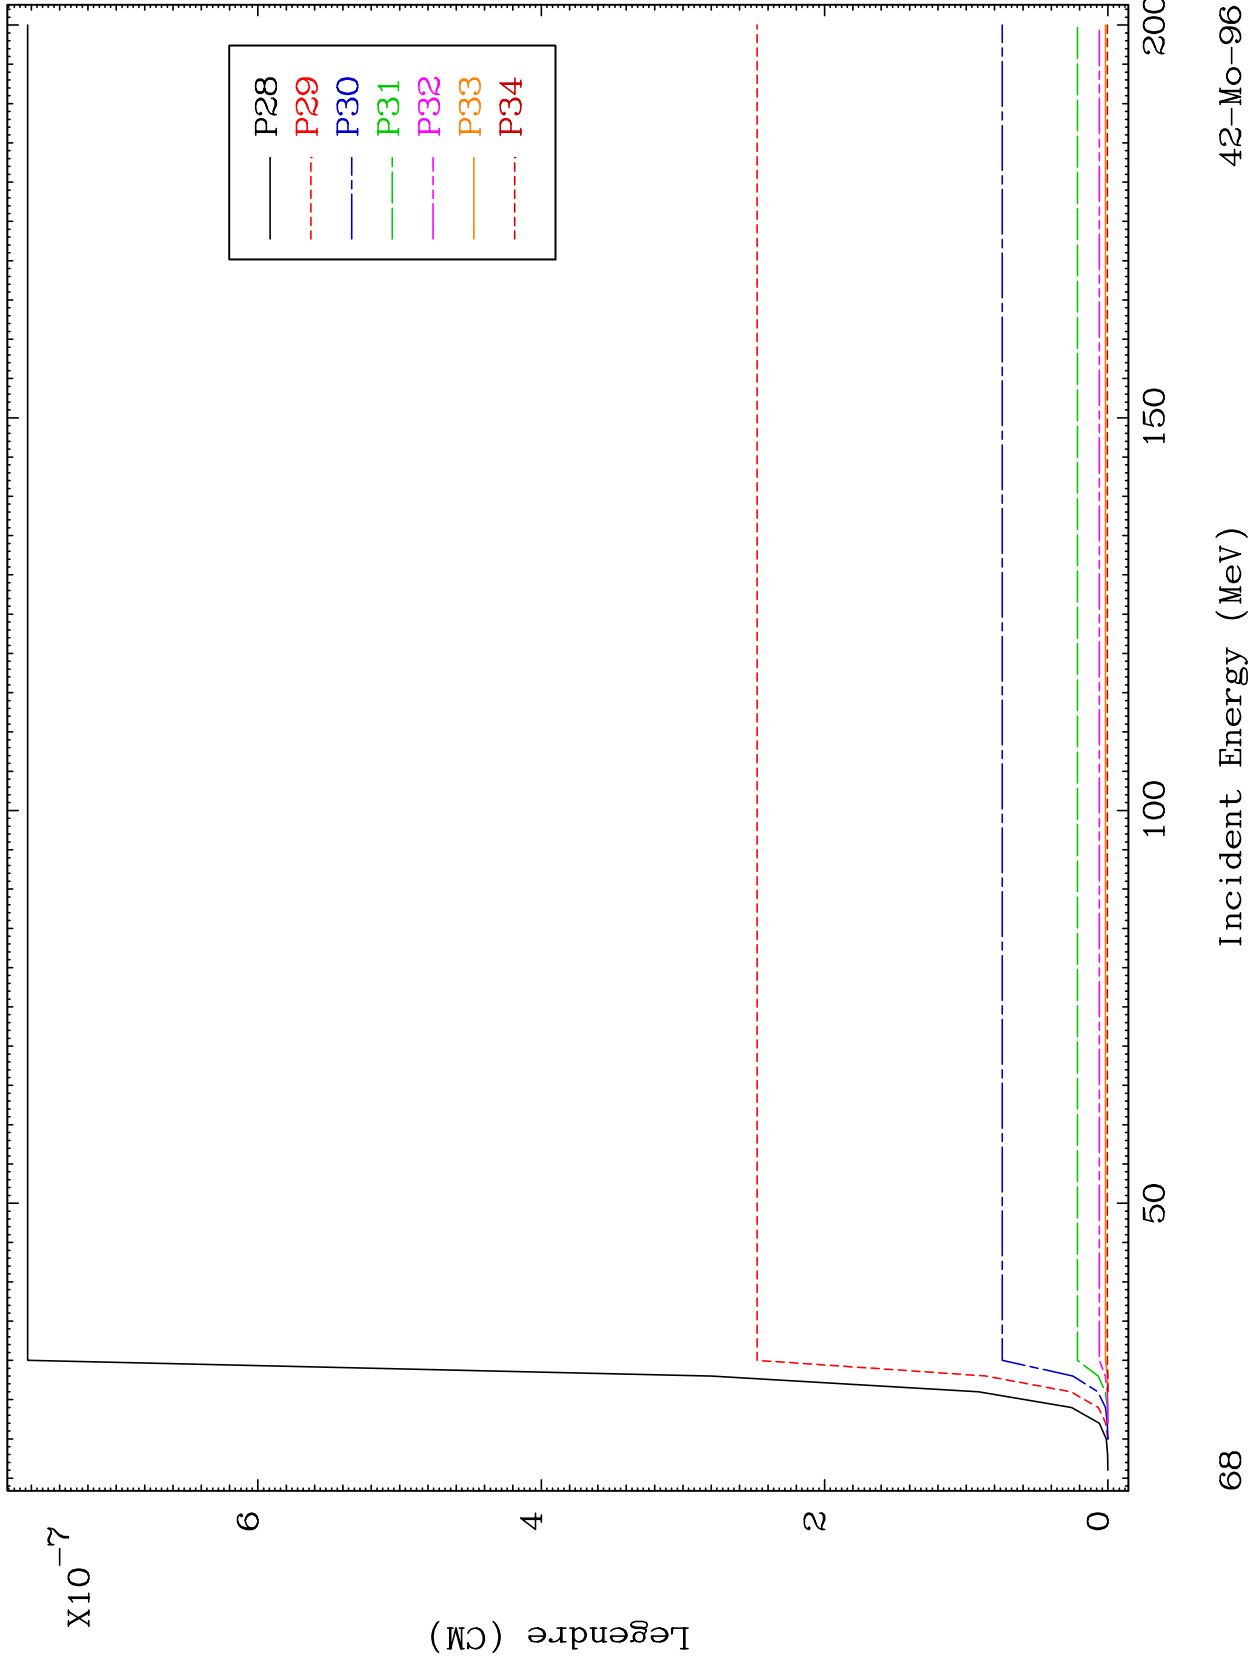 X10-7
6
4
2
0
Legendre (CM)
P28
P29
P30
P31
P32
P33
P34
50
100
150
200
Incident Energy (MeV)
68
42-Mo-96